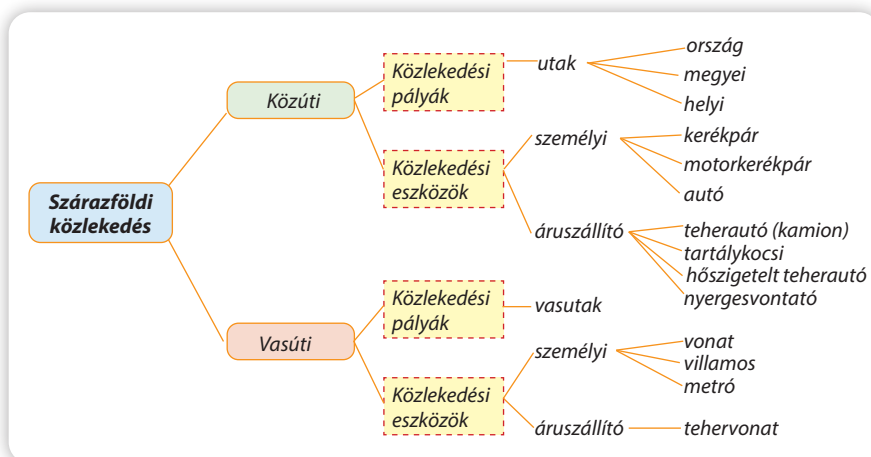 Szárazföldi
közlekedés
Közúti
Közlekedési
pályák
utak
ország
megyei
helyi
Közlekedési
eszközök
személyi
kerékpár
motorkerékpár
autó
áruszállító
teherautó (kamion)
tartálykocsi
hőszigetelt teherautó
nyergesvontató
Vasúti
Közlekedési
pályák
vasutak
Közlekedési
eszközök
személyi
vonat
villamos
metró
áruszállító
tehervonat